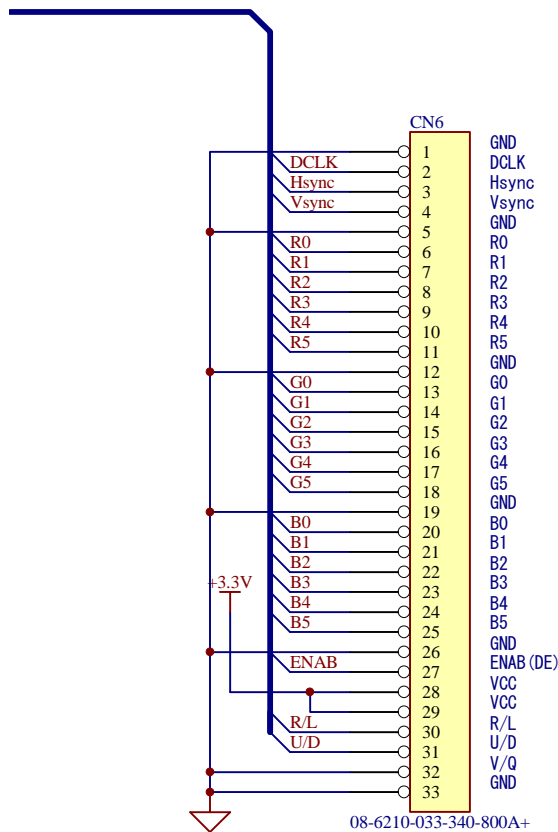 CN6
GND
1
DCLK 2 DCLK
Hsync 3 Hsync
Vsync 4 Vsync
5 GND
R0 6 R0
R1 7 R1
R2 8 R2
R3 9 R3
R4 10 R4
R5 11 R5
12 GND
G0 13 G0
G1 14 G1
G2 15 G2
G3 16 G3
G4 17 G4
G5 18 G5
19 GND
B0 20 B0
B1 21 B1
B2 22 B2
+3.3V B3 23 B3
B4 24 B4
B5 25 B5
26 GND
ENAB 27 ENAB(DE)
28 VCC
29 VCC
R/L 30 R/L
U/D 31 U/D
32 V/Q
33 GND
08-6210-033-340-800A+